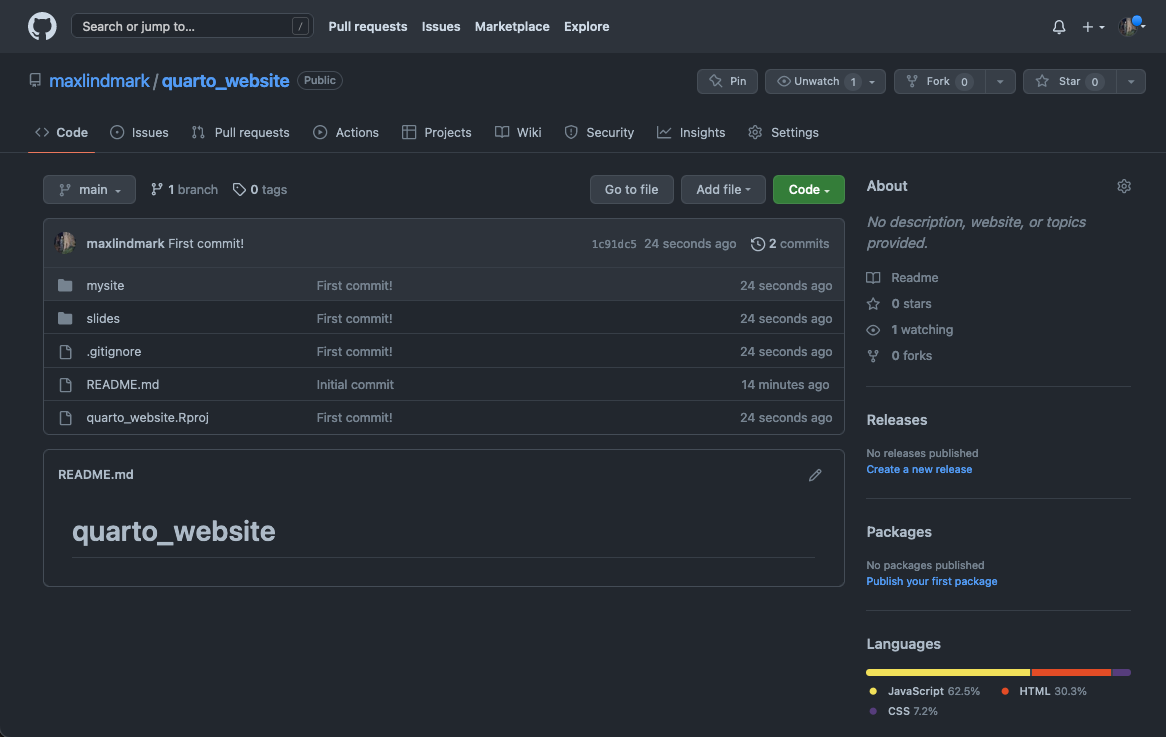 Search or jump to... / Pull requests Issues Marketplace Explore
maxlindmark / quarto_website Public Pin Unwatch 1 Fork 0 Star 0
Code Issues Pull requests Actions Projects Wiki Security Insights Settings
main 1 branch 0 tags Go to file Add file Code
maxlindmark First commit! 1c91dc5 24 seconds ago 2 commits
mysite First commit! 24 seconds ago
slides First commit! 24 seconds ago
.gitignore First commit! 24 seconds ago
README.md Initial commit 14 minutes ago
quarto_website.Rproj First commit! 24 seconds ago
README.md
quarto_website
About
No description, website, or topics
provided.
Readme
0 stars
1 watching
0 forks
Releases
No releases published
Create a new release
Packages
No packages published
Publish your first package
Languages
JavaScript 62.5% HTML 30.3%
CSS 7.2%